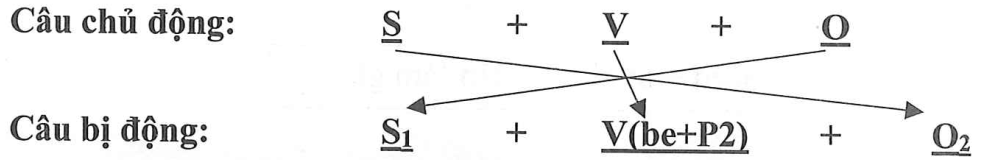 Câu chủ động: S + V + O
Câu bị động: S1 + V(be+P2) + O2